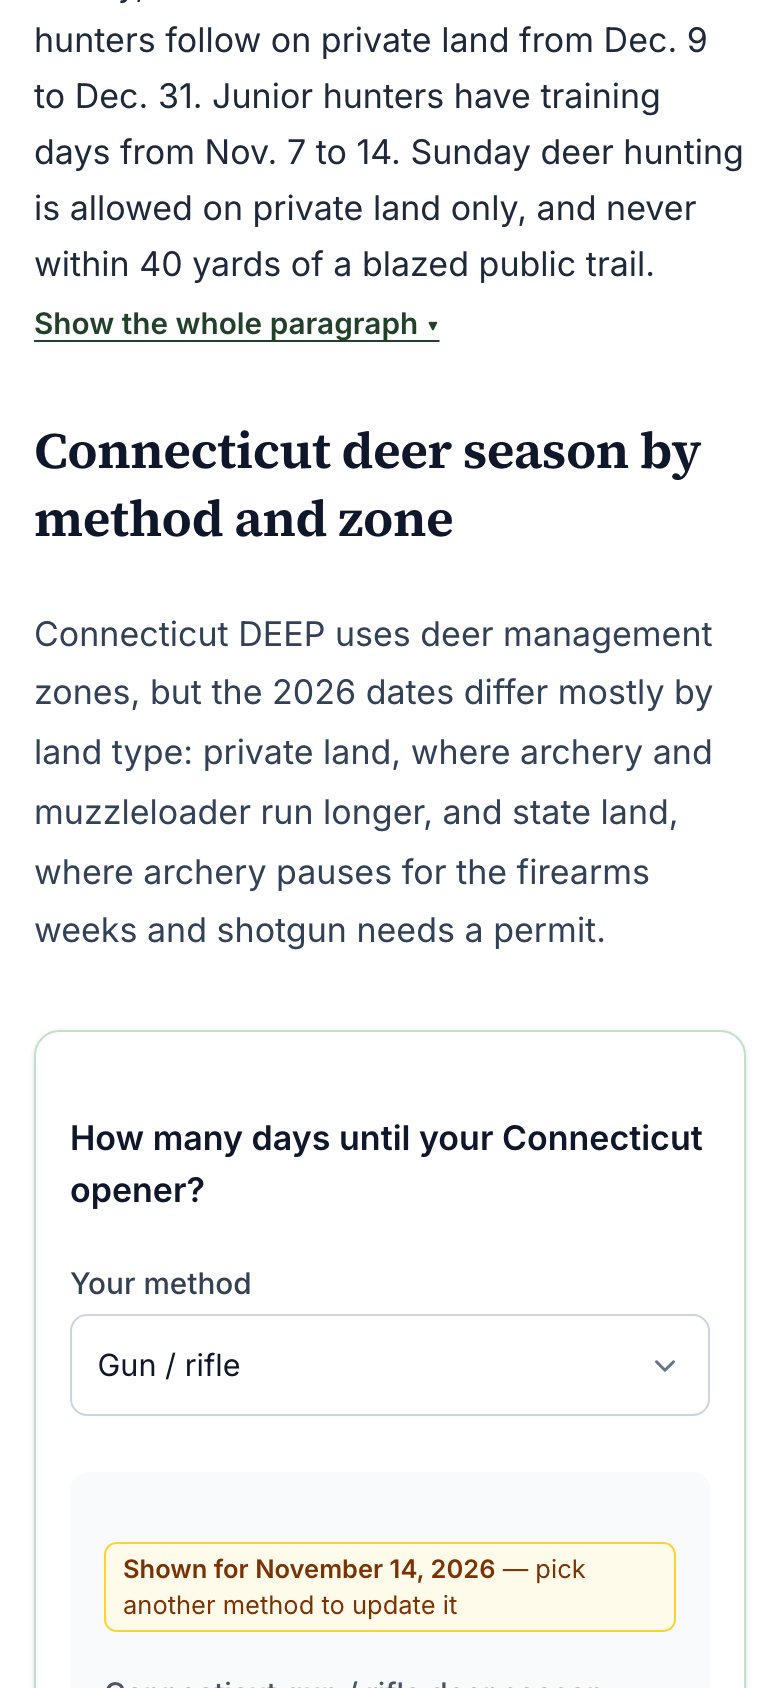 hunters follow on private land from Dec. 9
to Dec. 31. Junior hunters have training
days from Nov. 7 to 14. Sunday deer hunting
is allowed on private land only, and never
within 40 yards of a blazed public trail.
Show the whole paragraph ▾
Connecticut deer season by
method and zone
Connecticut DEEP uses deer management
zones, but the 2026 dates differ mostly by
land type: private land, where archery and
muzzleloader run longer, and state land,
where archery pauses for the firearms
weeks and shotgun needs a permit.
How many days until your Connecticut
opener?
Your method
Gun / rifle
Shown for November 14, 2026 — pick
another method to update it